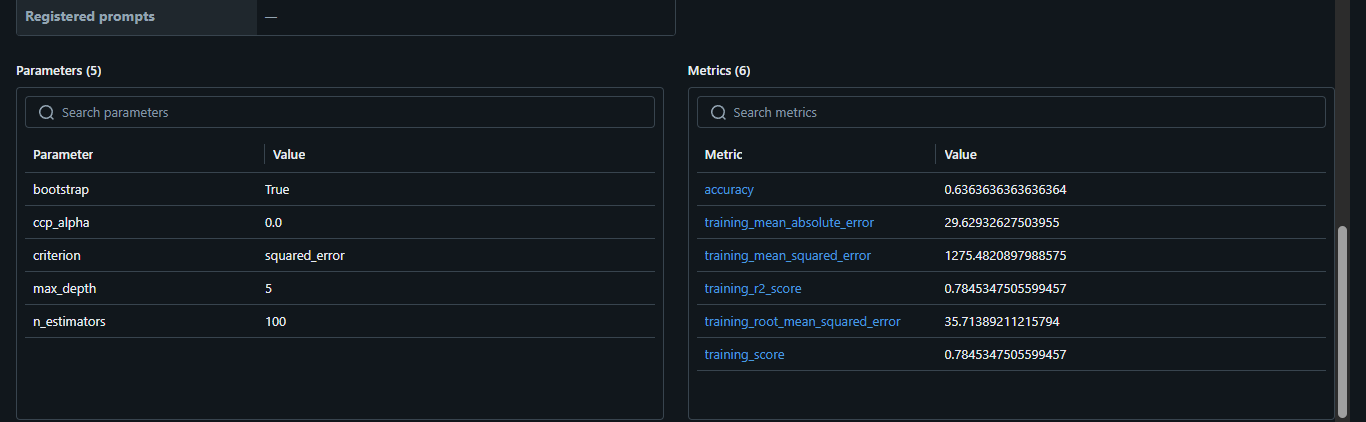 Registered prompts —
Parameters (5)
Search parameters
Parameter Value
bootstrap True
ccp_alpha 0.0
criterion squared_error
max_depth 5
n_estimators 100
Metrics (6)
Search metrics
Metric Value
accuracy 0.6363636363636364
training_mean_absolute_error 29.62932627503955
training_mean_squared_error 1275.4820897988575
training_r2_score 0.7845347505599457
training_root_mean_squared_error 35.71389211215794
training_score 0.7845347505599457